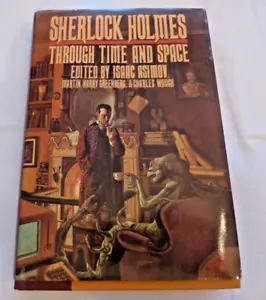 SHERLOCK HOLMES
THROUGH TIME AND SPACE
EDITED BY ISAAC ASIMOV,
MARTIN HARRY GREENBERG, & CHARLES WAUGH